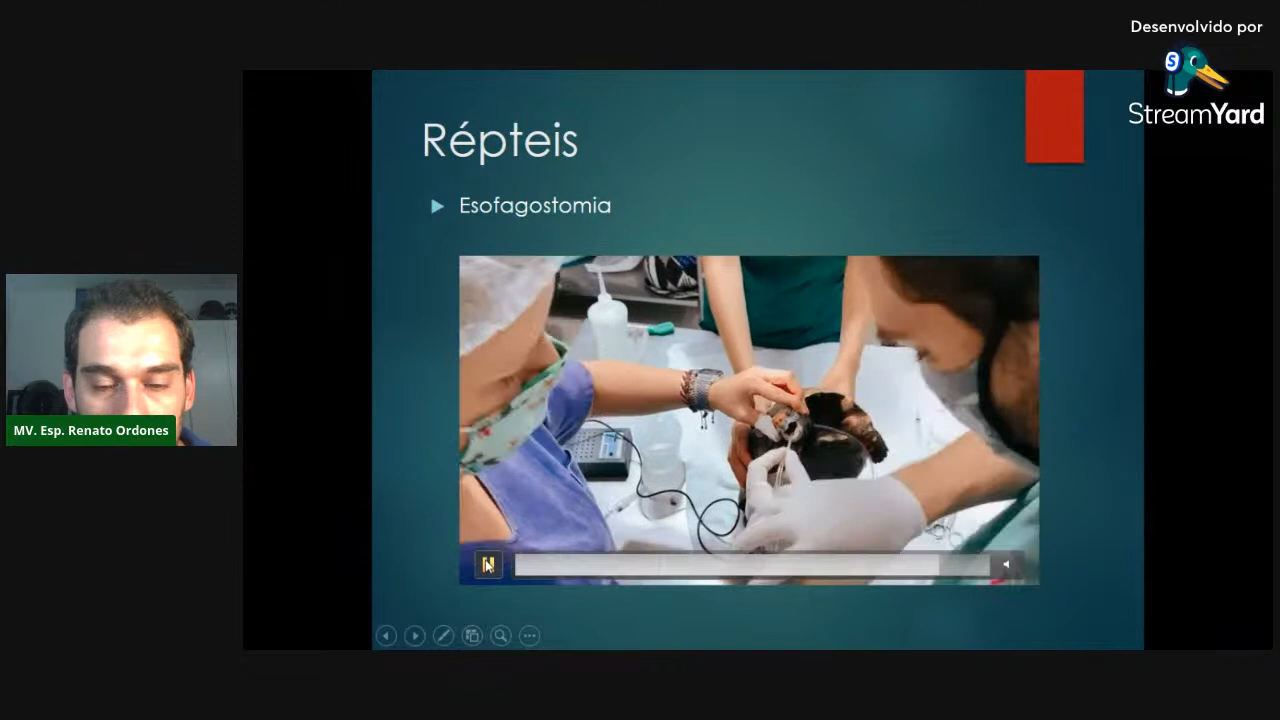 Desenvolvido por
StreamYard
Répteis
Esofagostomia
MV. Esp. Renato Ordones